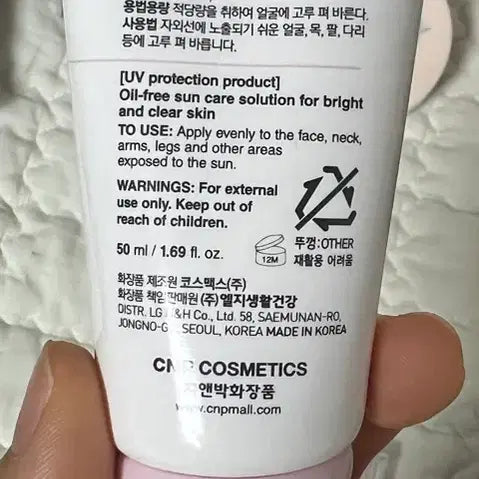 용법용량 적당량을 취하여 얼굴에 고루 펴 바른다.
사용법 자외선에 노출되기 쉬운 얼굴, 목, 팔, 다리
등에 고루 펴 바릅니다.
[UV protection product]
Oil-free sun care solution for bright
and clear skin
TO USE: Apply evenly to the face, neck,
arms, legs and other areas
exposed to the sun.
WARNINGS: For external
use only. Keep out of
reach of children.
50 ml / 1.69 fl. oz.
12M
뚜껑:OTHER
재활용 어려움
화장품 제조원 코스맥스(주)
화장품 책임판매원 (주)엘지생활건강
DISTR. LG H&H Co., Ltd. 58, SAEMUNAN-RO,
JONGNO-GU, SEOUL, KOREA MADE IN KOREA
CNP COSMETICS
차앤박화장품
www.cnpmall.com